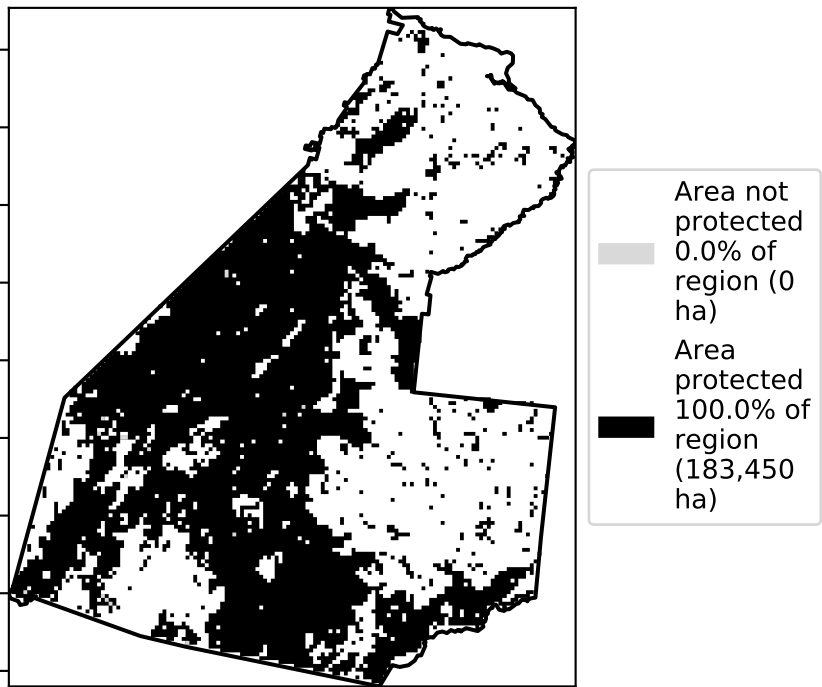 Area not
protected
0.0% of
region (0
ha)
Area
protected
100.0% of
region
(183,450
ha)